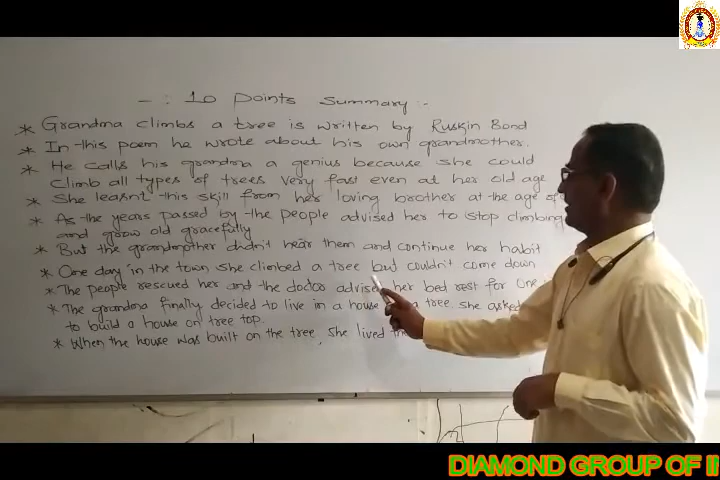 -: 10 Points Summary:-
* Grandma climbs a tree is written by Ruskin Bond
* In this poem he wrote about his own grandmother.
* He calls his grandma a genius because she could
climb all types of trees very fast even at her old age
* She learnt this skill from her loving brother at the age of
* As the years passed by the people advised her to stop climbing
and grow old gracefully
* But the grandmother didn't hear them and continue her habit
* One day in the town she climbed a tree but couldn't come down
* The people rescued her and the doctor advised her bed rest for one
* The grandma finally decided to live in a house a tree. She asked
to build a house on tree top.
* When the house was built on the tree, she lived
DIAMOND GROUP OF